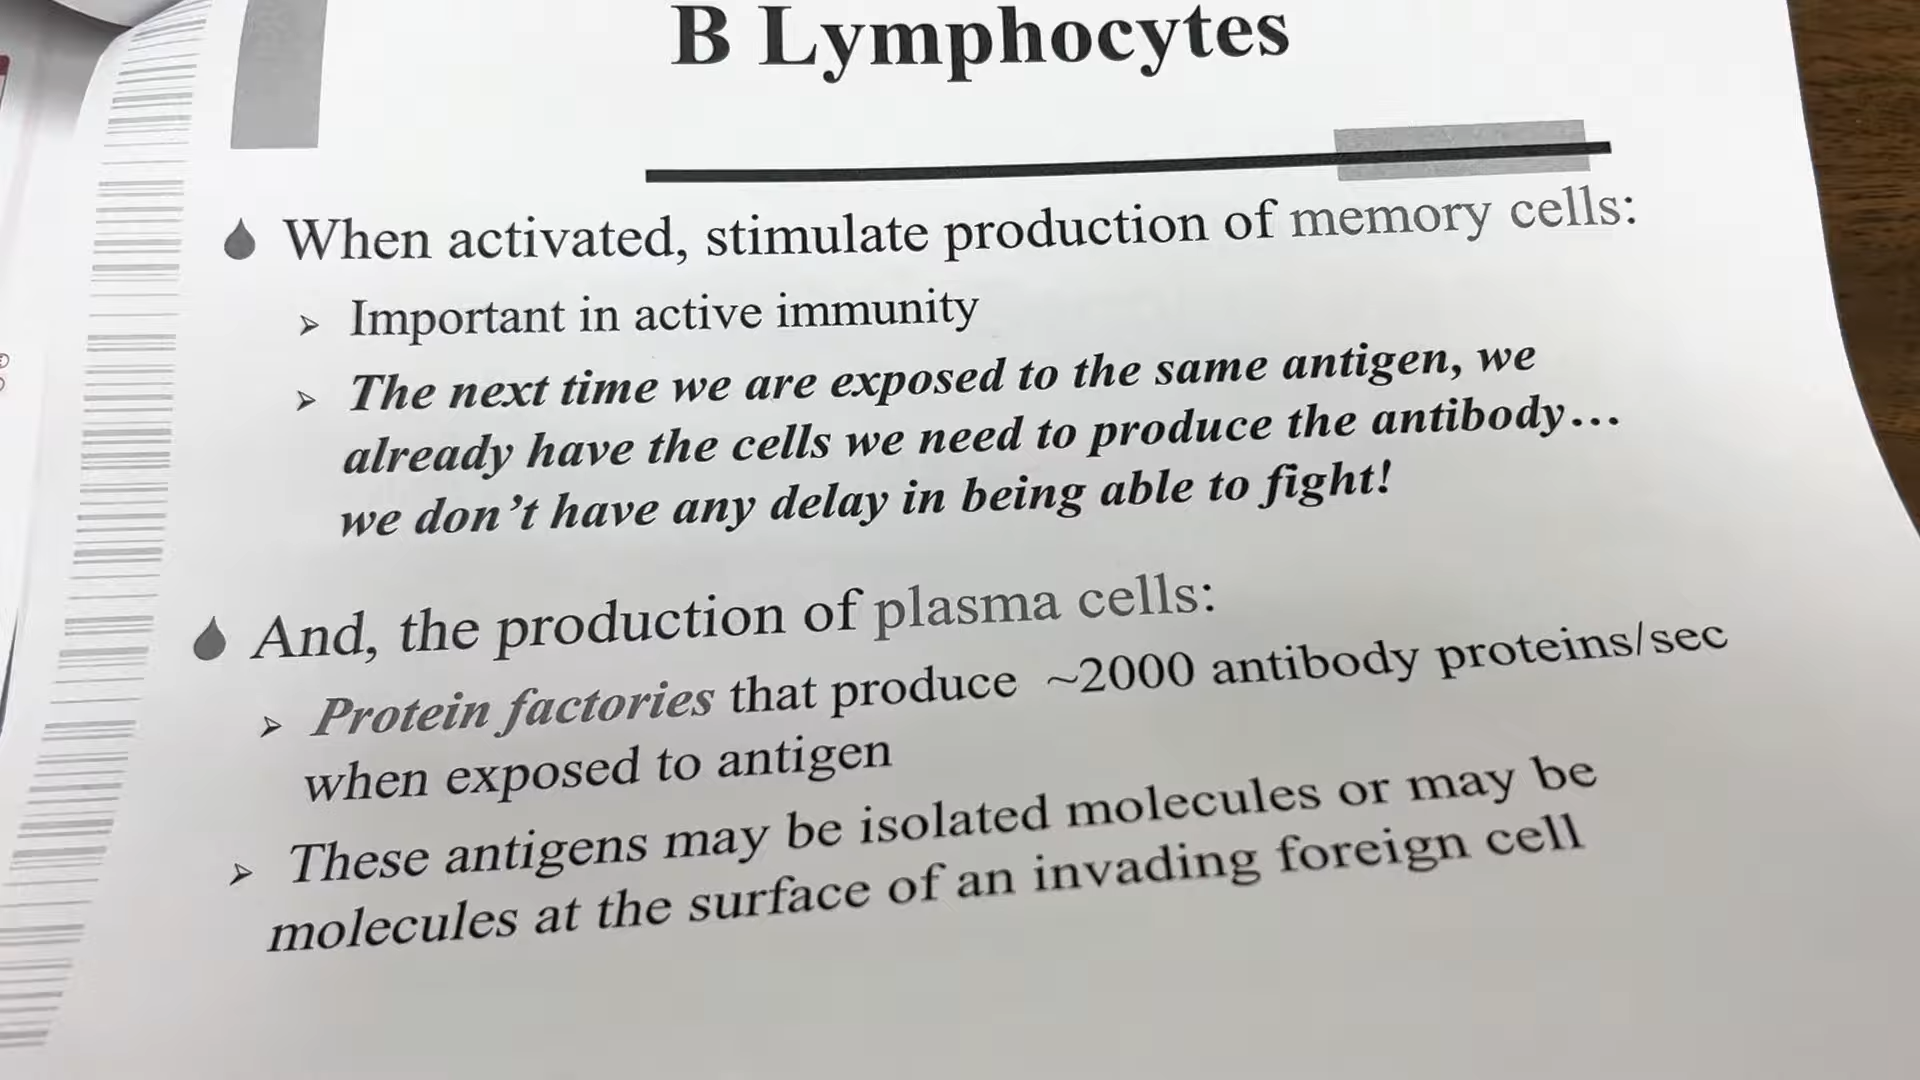 B Lymphocytes
When activated, stimulate production of memory cells:
Important in active immunity
The next time we are exposed to the same antigen, we
already have the cells we need to produce the antibody...
we don't have any delay in being able to fight!
And, the production of plasma cells:
Protein factories that produce ~2000 antibody proteins/sec
when exposed to antigen
These antigens may be isolated molecules or may be
molecules at the surface of an invading foreign cell